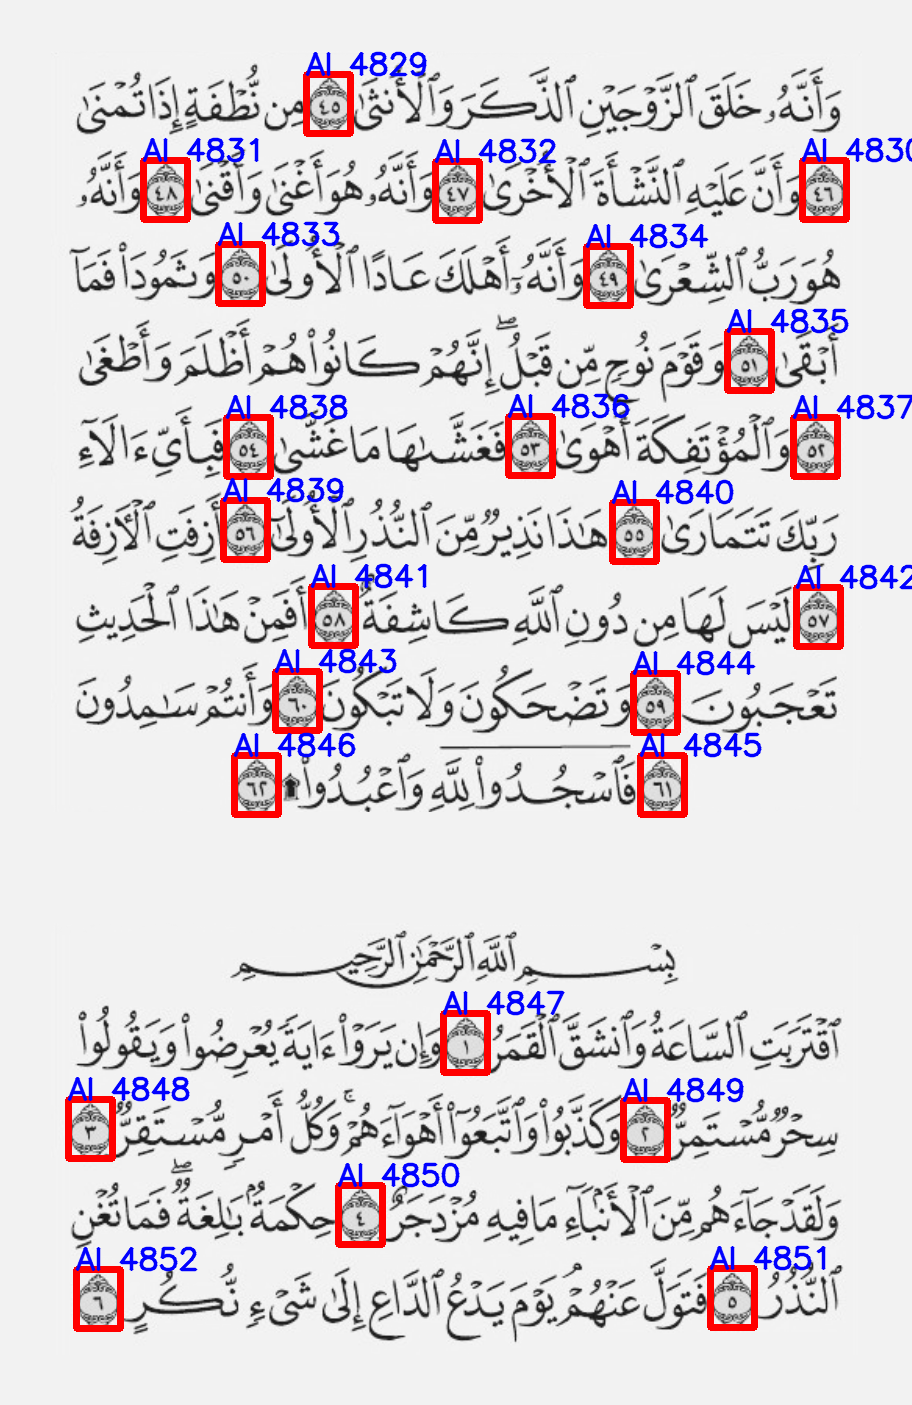 AI 4829
وَأَنَّهُۥ خَلَقَ ٱلزَّوْجَيْنِ ٱلذَّكَرَ وَٱلْأُنثَىٰ ٤٥ مِن نُّطْفَةٍ إِذَا تُمْنَىٰ
AI 4830 AI 4832 AI 4831
٤٦ وَأَنَّ عَلَيْهِ ٱلنَّشْأَةَ ٱلْأُخْرَىٰ ٤٧ وَأَنَّهُۥ هُوَ أَغْنَىٰ وَأَقْنَىٰ ٤٨ وَأَنَّهُۥ
AI 4834 AI 4833
هُوَ رَبُّ ٱلشِّعْرَىٰ ٤٩ وَأَنَّهُۥٓ أَهْلَكَ عَادًا ٱلْأُولَىٰ ٥٠ وَثَمُودَا۟ فَمَآ
AI 4835
أَبْقَىٰ ٥١ وَقَوْمَ نُوحٍ مِّن قَبْلُ ۖ إِنَّهُمْ كَانُوا۟ هُمْ أَظْلَمَ وَأَطْغَىٰ
AI 4837 AI 4836 AI 4838
٥٢ وَٱلْمُؤْتَفِكَةَ أَهْوَىٰ ٥٣ فَغَشَّىٰهَا مَا غَشَّىٰ ٥٤ فَبِأَىِّ ءَالَآءِ
AI 4840 AI 4839
رَبِّكَ تَتَمَارَىٰ ٥٥ هَٰذَا نَذِيرٌ مِّنَ ٱلنُّذُرِ ٱلْأُولَىٰٓ ٥٦ أَزِفَتِ ٱلْـَٔازِفَةُ
AI 4842 AI 4841
٥٧ لَيْسَ لَهَا مِن دُونِ ٱللَّهِ كَاشِفَةٌ ٥٨ أَفَمِنْ هَٰذَا ٱلْحَدِيثِ
AI 4844 AI 4843
تَعْجَبُونَ ٥٩ وَتَضْحَكُونَ وَلَا تَبْكُونَ ٦٠ وَأَنتُمْ سَٰمِدُونَ
AI 4845 AI 4846
٦١ فَٱسْجُدُوا۟ لِلَّهِ وَٱعْبُدُوا۟ ۩ ٦٢
بِسْمِ ٱللَّهِ ٱلرَّحْمَٰنِ ٱلرَّحِيمِ
AI 4847
ٱقْتَرَبَتِ ٱلسَّاعَةُ وَٱنشَقَّ ٱلْقَمَرُ ١ وَإِن يَرَوْا۟ ءَايَةً يُعْرِضُوا۟ وَيَقُولُوا۟
AI 4849 AI 4848
سِحْرٌ مُّسْتَمِرٌّ ٢ وَكَذَّبُوا۟ وَٱتَّبَعُوٓا۟ أَهْوَآءَهُمْ ۚ وَكُلُّ أَمْرٍ مُّسْتَقِرٌّ ٣
AI 4850
وَلَقَدْ جَآءَهُم مِّنَ ٱلْأَنۢبَآءِ مَا فِيهِ مُزْدَجَرٌ ٤ حِكْمَةٌۢ بَٰلِغَةٌ ۖ فَمَا تُغْنِ
AI 4851 AI 4852
ٱلنُّذُرُ ٥ فَتَوَلَّ عَنْهُمْ ۘ يَوْمَ يَدْعُ ٱلدَّاعِ إِلَىٰ شَىْءٍ نُّكُرٍ ٦